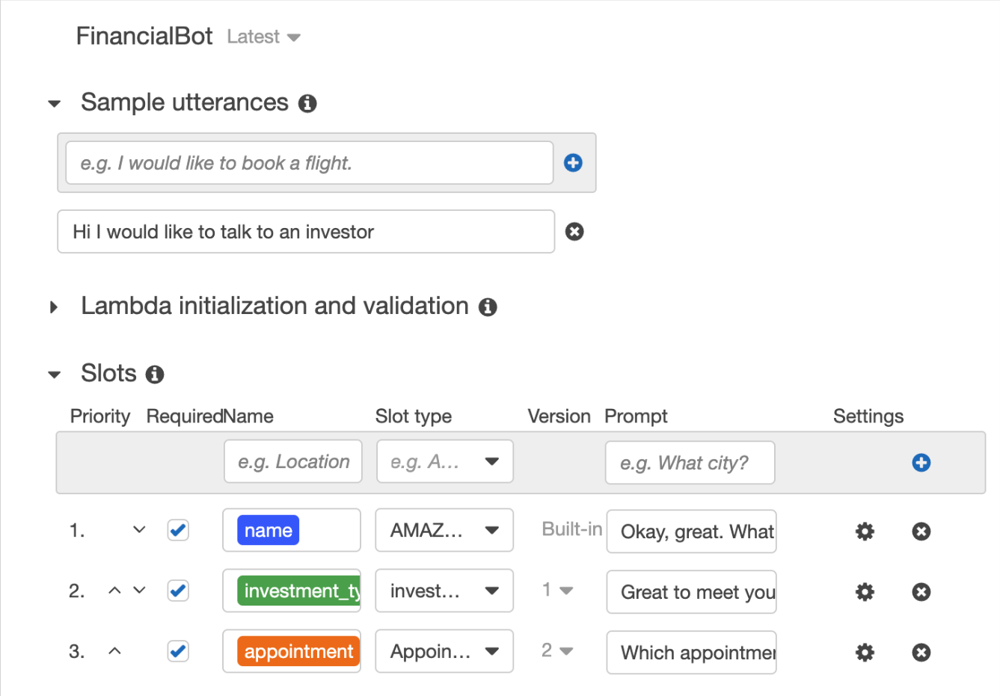 FinancialBot Latest
Sample utterances
e.g. I would like to book a flight.
Hi I would like to talk to an investor
Lambda initialization and validation
Slots
Priority Required Name Slot type Version Prompt Settings
e.g. Location e.g. A... e.g. What city?
1. name AMAZ... Built-in Okay, great. What
2. investment_ty invest... 1 Great to meet you
3. appointment Appoin... 2 Which appointmer